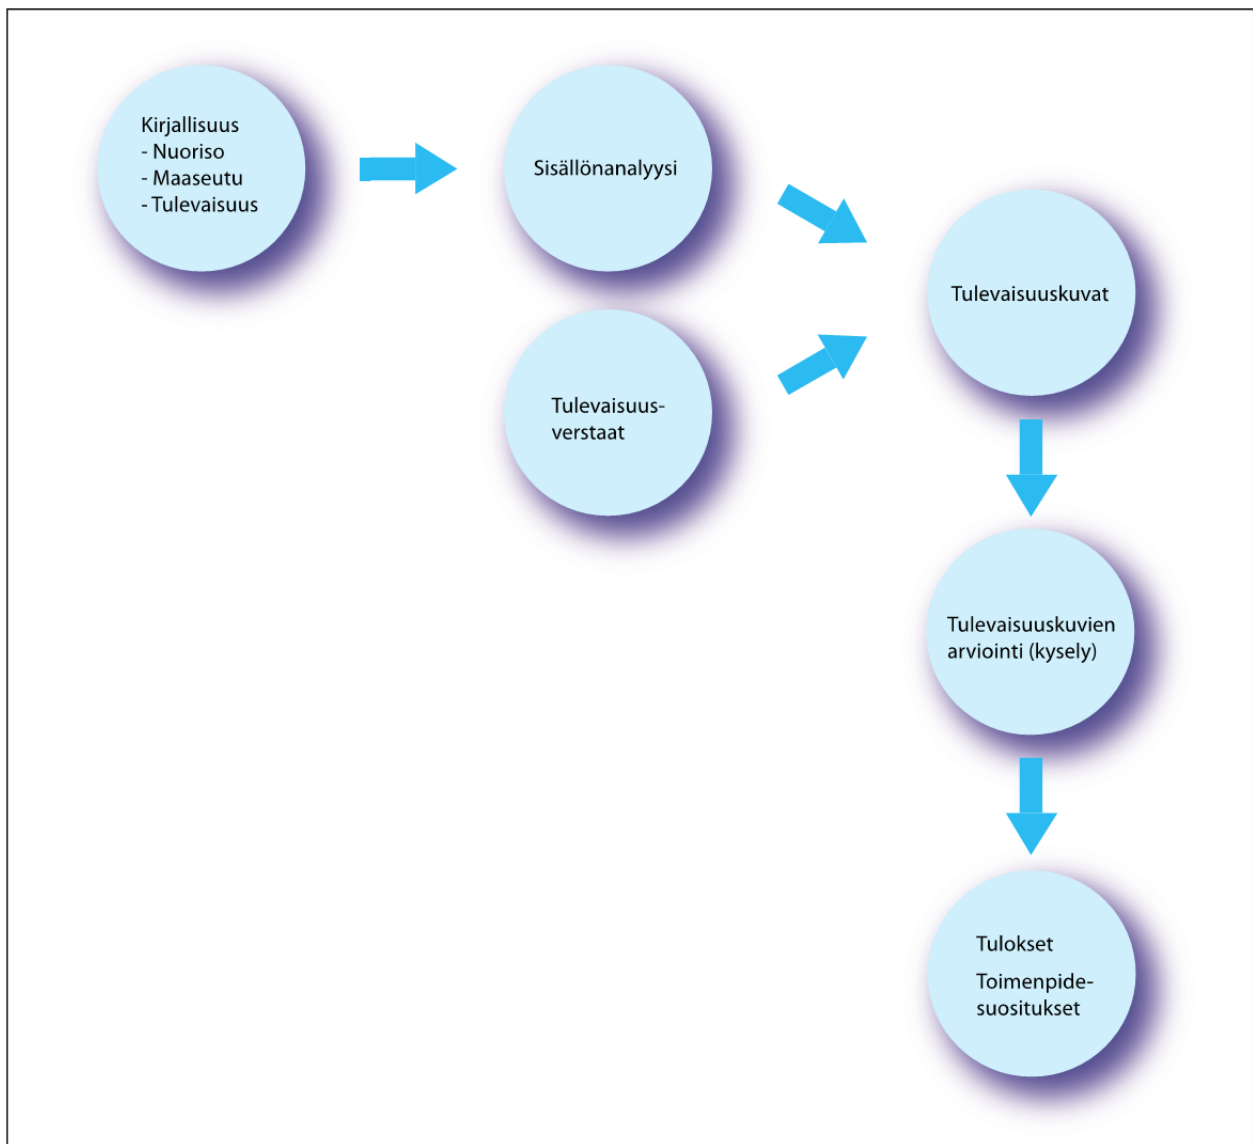 Kirjallisuus
- Nuoriso
- Maaseutu
- Tulevaisuus
Sisällönanalyysi
Tulevaisuus-
verstaat
Tulevaisuuskuvat
Tulevaisuuskuvien
arviointi (kysely)
Tulokset
Toimenpide-
suositukset